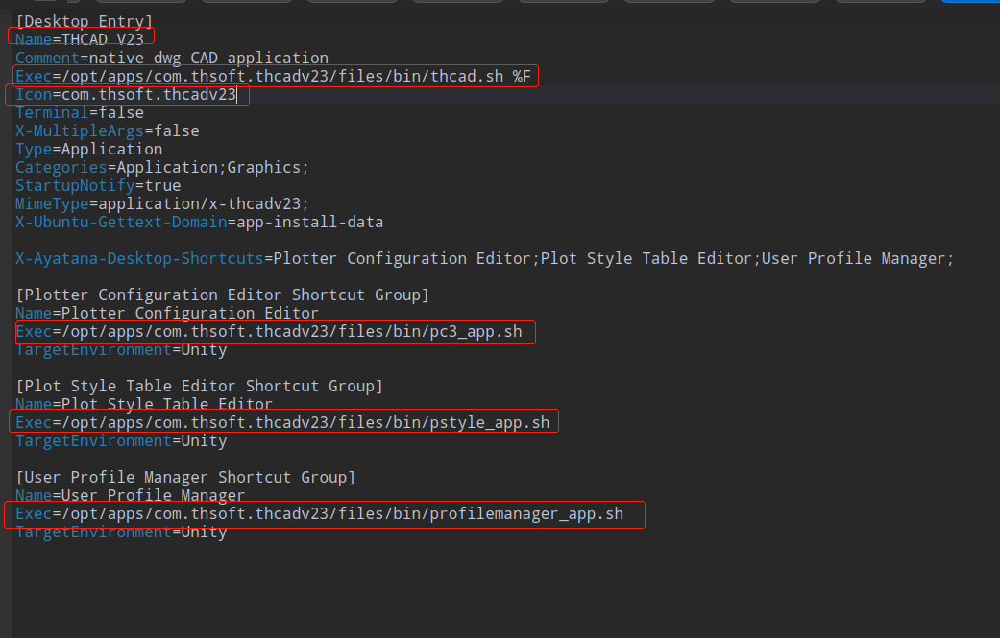 [Desktop Entry]
Name=THCAD V23
Comment=native dwg CAD application
Exec=/opt/apps/com.thsoft.thcadv23/files/bin/thcad.sh %F
Icon=com.thsoft.thcadv23
Terminal=false
X-MultipleArgs=false
Type=Application
Categories=Application;Graphics;
StartupNotify=true
MimeType=application/x-thcadv23;
X-Ubuntu-Gettext-Domain=app-install-data
X-Ayatana-Desktop-Shortcuts=Plotter Configuration Editor;Plot Style Table Editor;User Profile Manager;
[Plotter Configuration Editor Shortcut Group]
Name=Plotter Configuration Editor
Exec=/opt/apps/com.thsoft.thcadv23/files/bin/pc3_app.sh
TargetEnvironment=Unity
[Plot Style Table Editor Shortcut Group]
Name=Plot Style Table Editor
Exec=/opt/apps/com.thsoft.thcadv23/files/bin/pstyle_app.sh
TargetEnvironment=Unity
[User Profile Manager Shortcut Group]
Name=User Profile Manager
Exec=/opt/apps/com.thsoft.thcadv23/files/bin/profilemanager_app.sh
TargetEnvironment=Unity